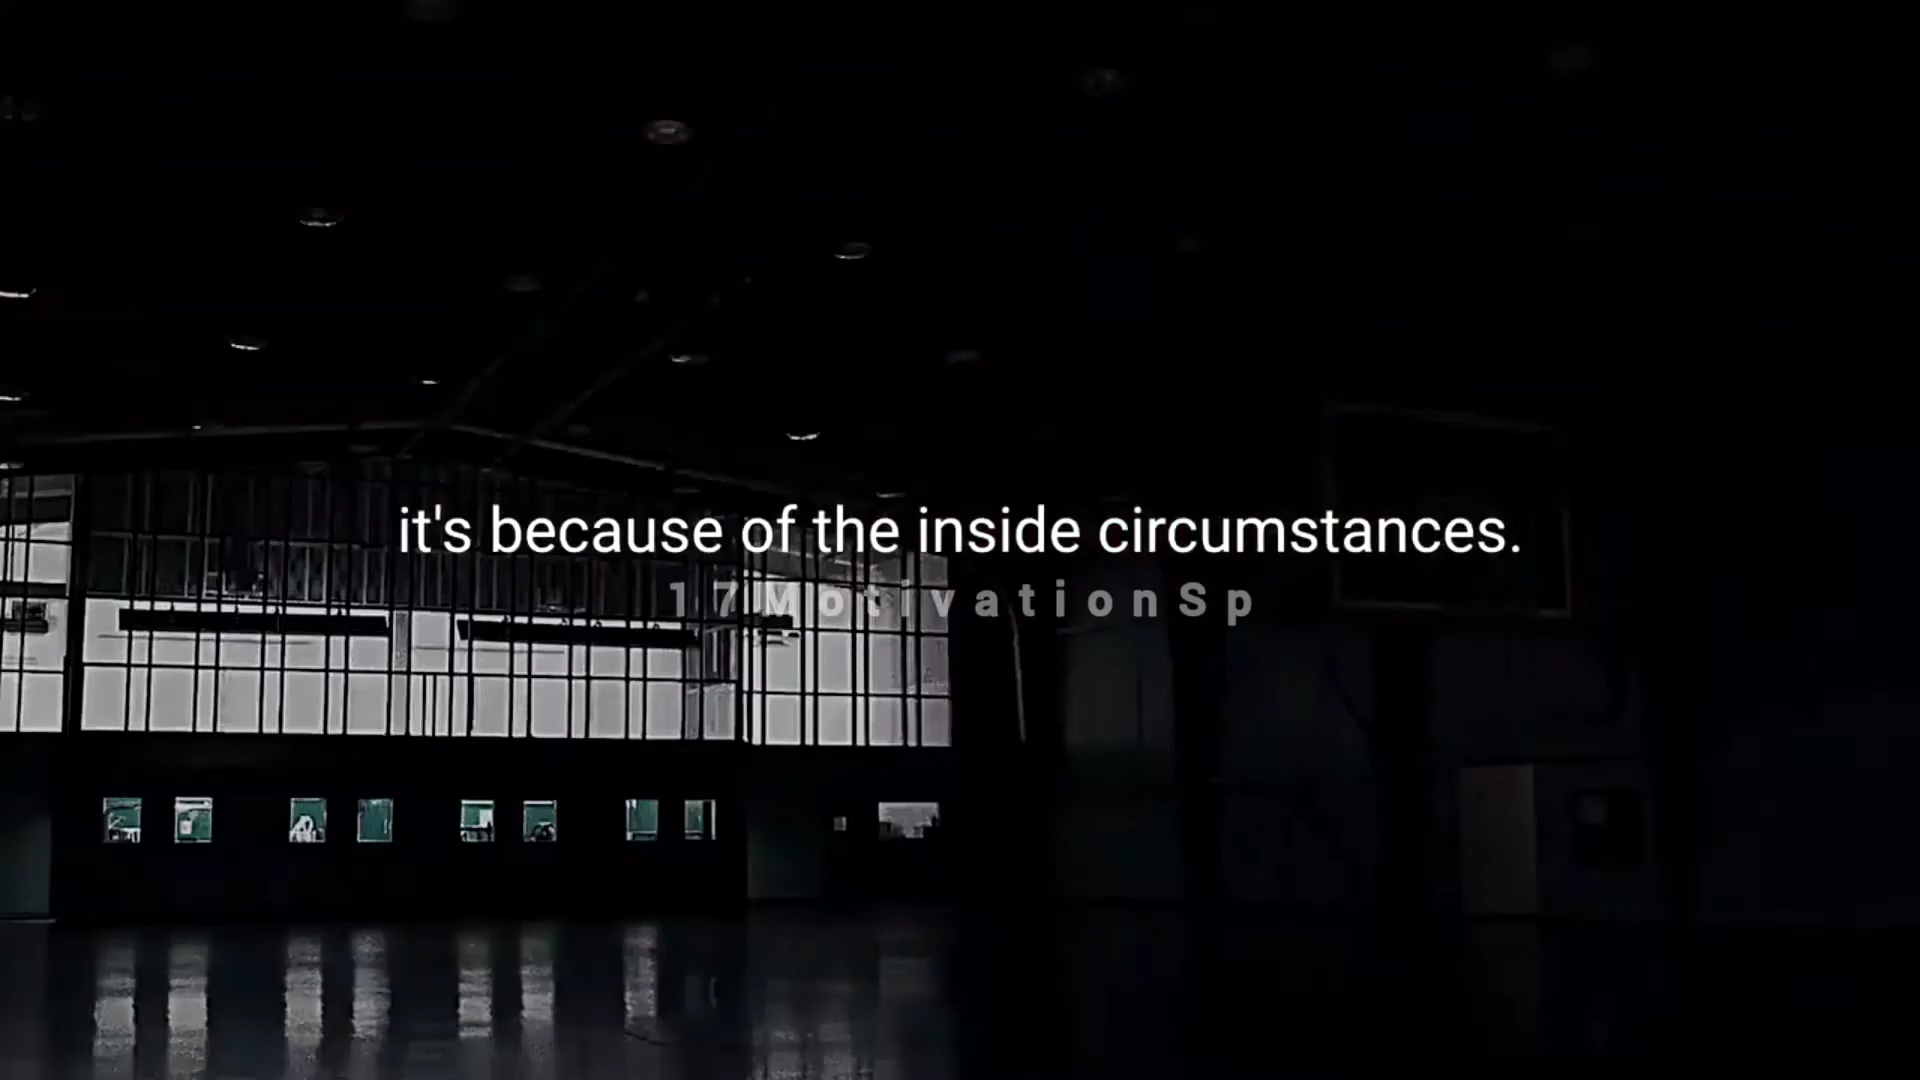 it's because of the inside circumstances.
17MotivationSp